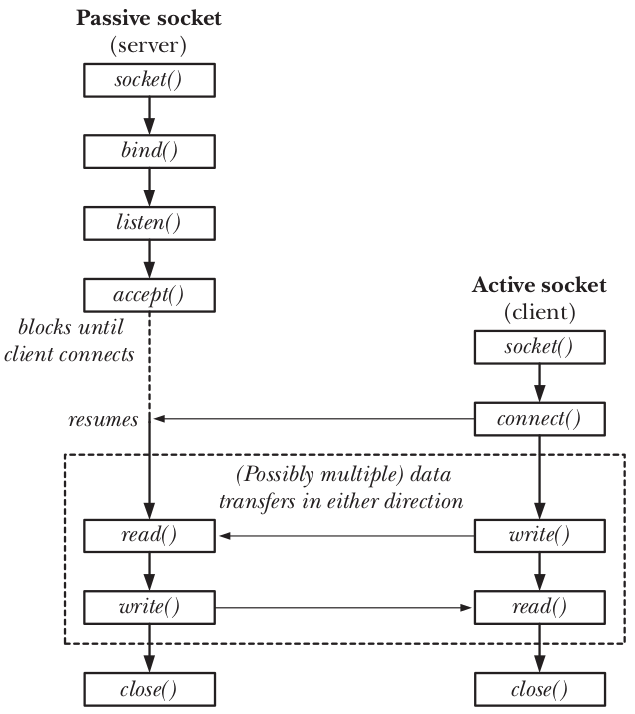 Passive socket
(server)
socket()
bind()
listen()
accept()
blocks until
client connects
Active socket
(client)
socket()
resumes
connect()
(Possibly multiple) data
transfers in either direction
read()
write()
write()
read()
close()
close()